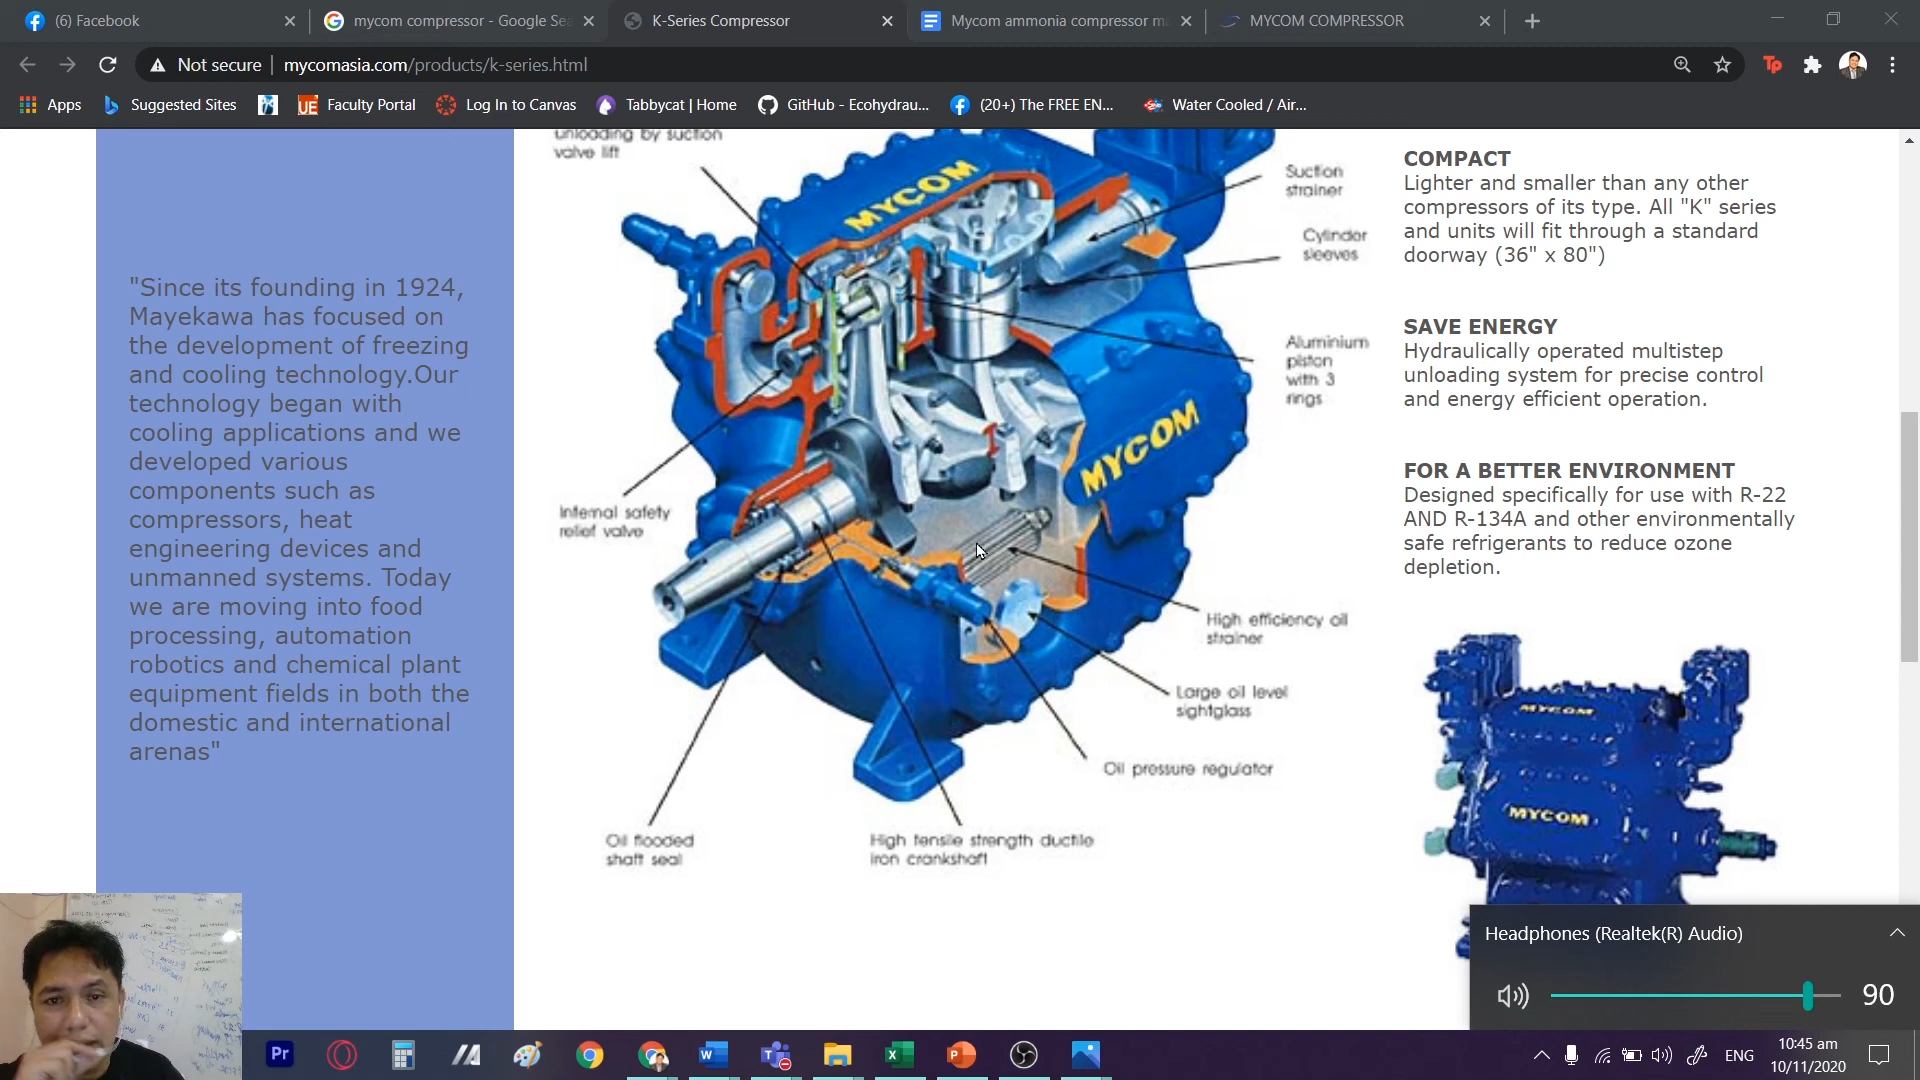 (6) Facebook
mycom compressor - Google Sea
K-Series Compressor
Mycom ammonia compressor m
MYCOM COMPRESSOR
Not secure
mycomasia.com/products/k-series.html
Tp
Apps
Suggested Sites
UE Faculty Portal
Log In to Canvas
Tabbycat | Home
GitHub - Ecohydrau...
(20+) The FREE EN...
Water Cooled / Air...
"Since its founding in 1924,
Mayekawa has focused on
the development of freezing
and cooling technology.Our
technology began with
cooling applications and we
developed various
components such as
compressors, heat
engineering devices and
unmanned systems. Today
we are moving into food
processing, automation
robotics and chemical plant
equipment fields in both the
domestic and international
arenas"
unloading by suction
valve lift
MYCOM
Suction
strainer
Cylinder
sleeves
Aluminium
piston
with 3
rings
MYCOM
Internal safety
relief valve
High efficiency oil
strainer
Large oil level
sightglass
Oil pressure regulator
Oil flooded
shaft seal
High tensile strength ductile
iron crankshaft
COMPACT
Lighter and smaller than any other
compressors of its type. All "K" series
and units will fit through a standard
doorway (36" x 80")
SAVE ENERGY
Hydraulically operated multistep
unloading system for precise control
and energy efficient operation.
FOR A BETTER ENVIRONMENT
Designed specifically for use with R-22
AND R-134A and other environmentally
safe refrigerants to reduce ozone
depletion.
MYCOM
MYCOM
Headphones (Realtek(R) Audio)
90
Pr
ENG
10:45 am
10/11/2020